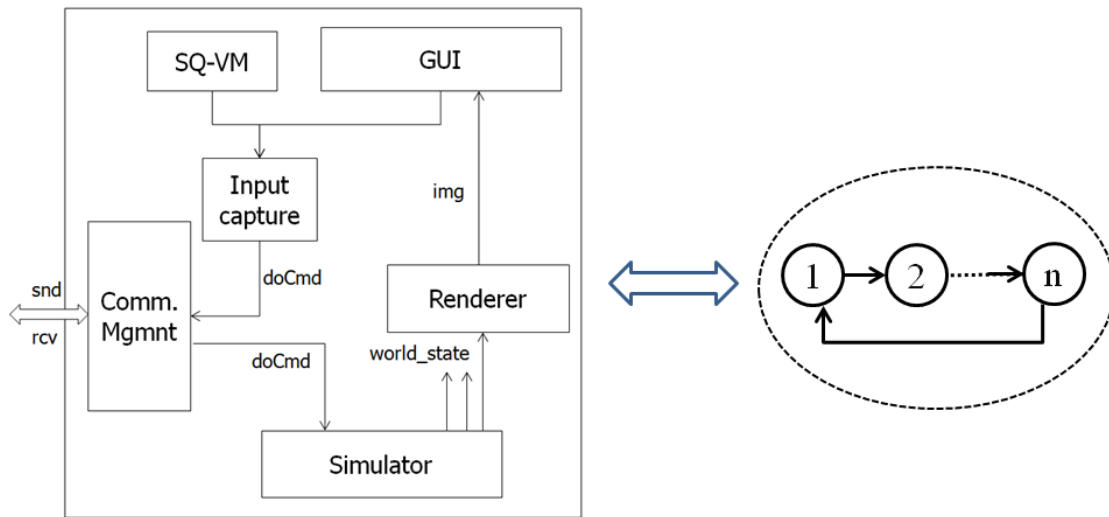 SQ-VM
GUI
Input
capture
img
doCmd
snd
rcv
Comm.
Mgmnt
Renderer
doCmd
world_state
Simulator
1
2
n